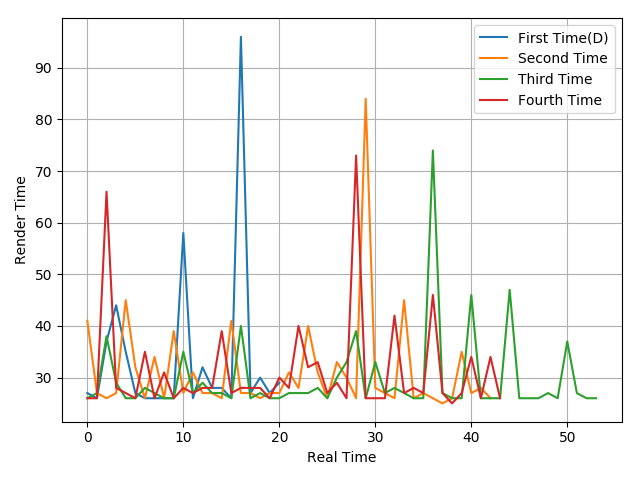 First Time(D)
Second Time
Third Time
Fourth Time
90
80
70
60
50
40
30
Render Time
0 10 20 30 40 50
Real Time